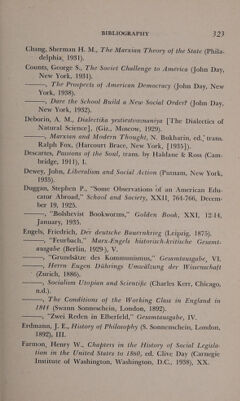 BIBLIOGRAPHY 323
Chang, Sherman H. M., The Marxian Theory of the State (Phila-
delphia, 1931).
Counts, George S., The Soviet Challenge to America (John Day,
New York, 1931).
———, The Prospects of American Democracy (John Day, New
York, 1938).
———, Dare the School Build a New Social Order? (John Day,
New York, 1932).
Deborin, A. M., Dialektika yestiestvosnaniya [The Dialectics of
Natural Science], (Giz., Moscow, 1929).
———, Marxism and Modern Thought, N. Bukharin, ed., trans.
Ralph Fox, (Harcourt Brace, New York, [1935]).
Descartes, Passions of the Soul, trans. by Haldane & Ross (Cam-
bridge, 1911), I.
Dewey, John, Liberalism and Social Action (Putnam, New York,
1935).
Duggan, Stephen P., "Some Observations of an American Edu-
cator Abroad," School and Society, XXII, 764-766, Decem-
ber 19, 1925.
———, "Bolshevist Bookworms," Golden Book, XXI, 12-14,
January, 1935.
Engels, Friedrich, Der deutsche Bauernkrieg (Leipzig, 1875).
———, "Feurbach," Marx-Engels historisch-kritische Gesamt-
ausgabe (Berlin, 1929-), V.
———, "Grundsätze des Kommunismus," Gesamtausgabe, VI.
———, Herrn Eugen Dührings Umwälzung der Wissenschaft
(Zurich, 1886).
———, Socialism Utopian and Scientific (Charles Kerr, Chicago,
n.d.).
———, The Conditions of the Working Class in England in
1844 (Swann Sonnenschein, London, 1892).
———, "Zwei Reden in Elberfeld," Gesamtausgabe, IV.
Erdmann, J. E., History of Philosophy (S. Sonnemschein, London,
1892), III.
Farmon, Henry W., Chapters in the History of Social Legisla-
tion in the United States to 1860, ed. Clive Day (Carnegie
Institute of Washington, Washington, D.C., 1938), XX.